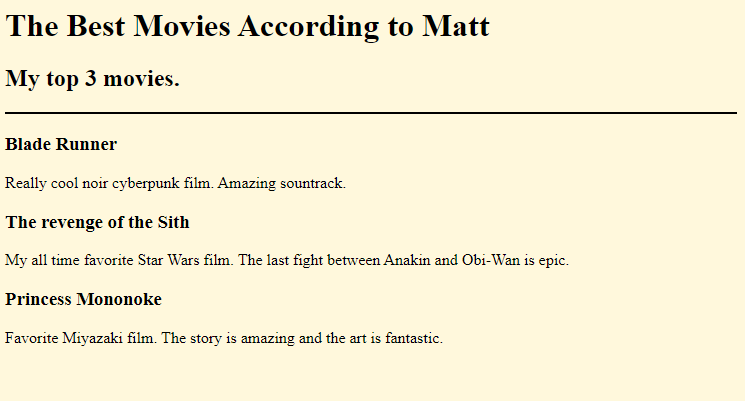 The Best Movies According to Matt
My top 3 movies.
Blade Runner
Really cool noir cyberpunk film. Amazing sountrack.
The revenge of the Sith
My all time favorite Star Wars film. The last fight between Anakin and Obi-Wan is epic.
Princess Mononoke
Favorite Miyazaki film. The story is amazing and the art is fantastic.